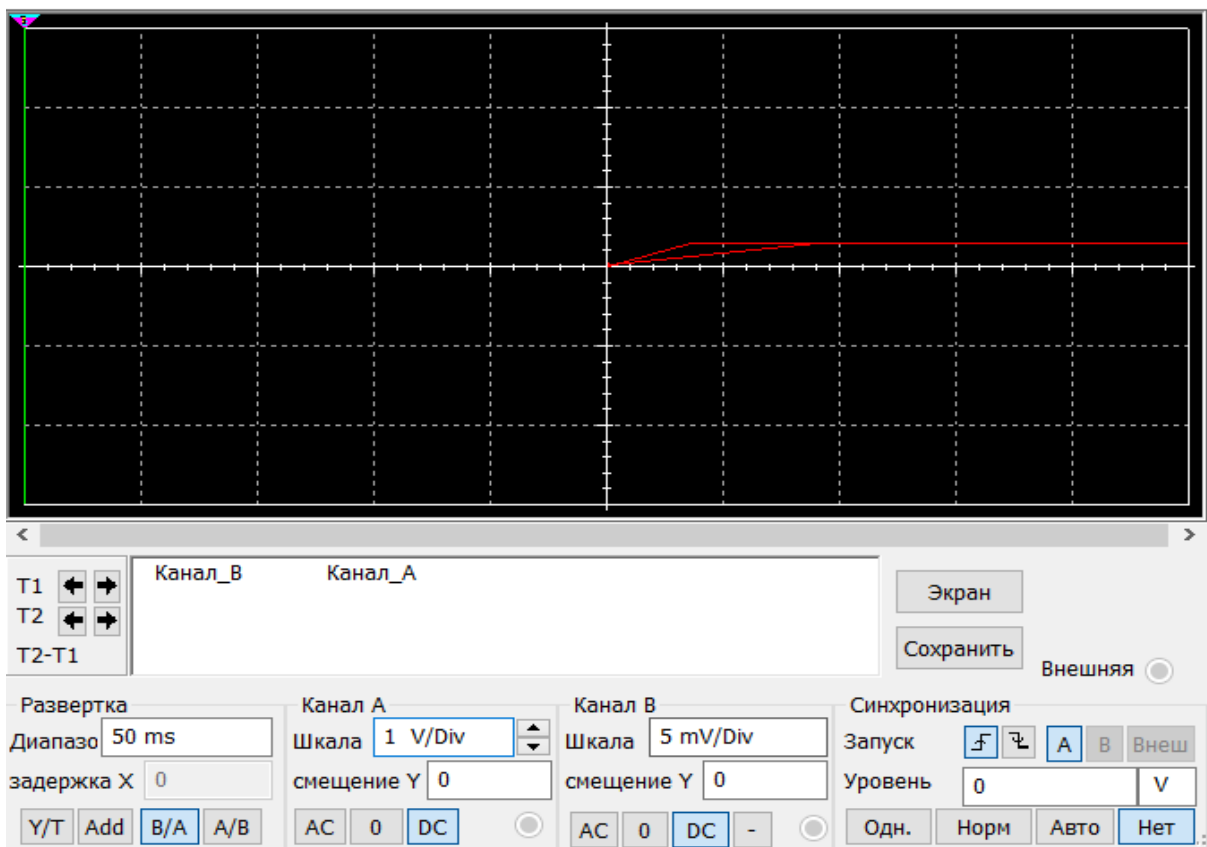 Канал_B Канал_A
T1
T2
T2-T1
Экран
Сохранить
Внешняя
Развертка
Диапазо 50 ms
задержка X 0
Y/T Add B/A A/B
Канал A
Шкала 1 V/Div
смещение Y 0
AC 0 DC
Канал B
Шкала 5 mV/Div
смещение Y 0
AC 0 DC -
Синхронизация
Запуск A B Внеш
Уровень 0 V
Одн. Норм Авто Нет